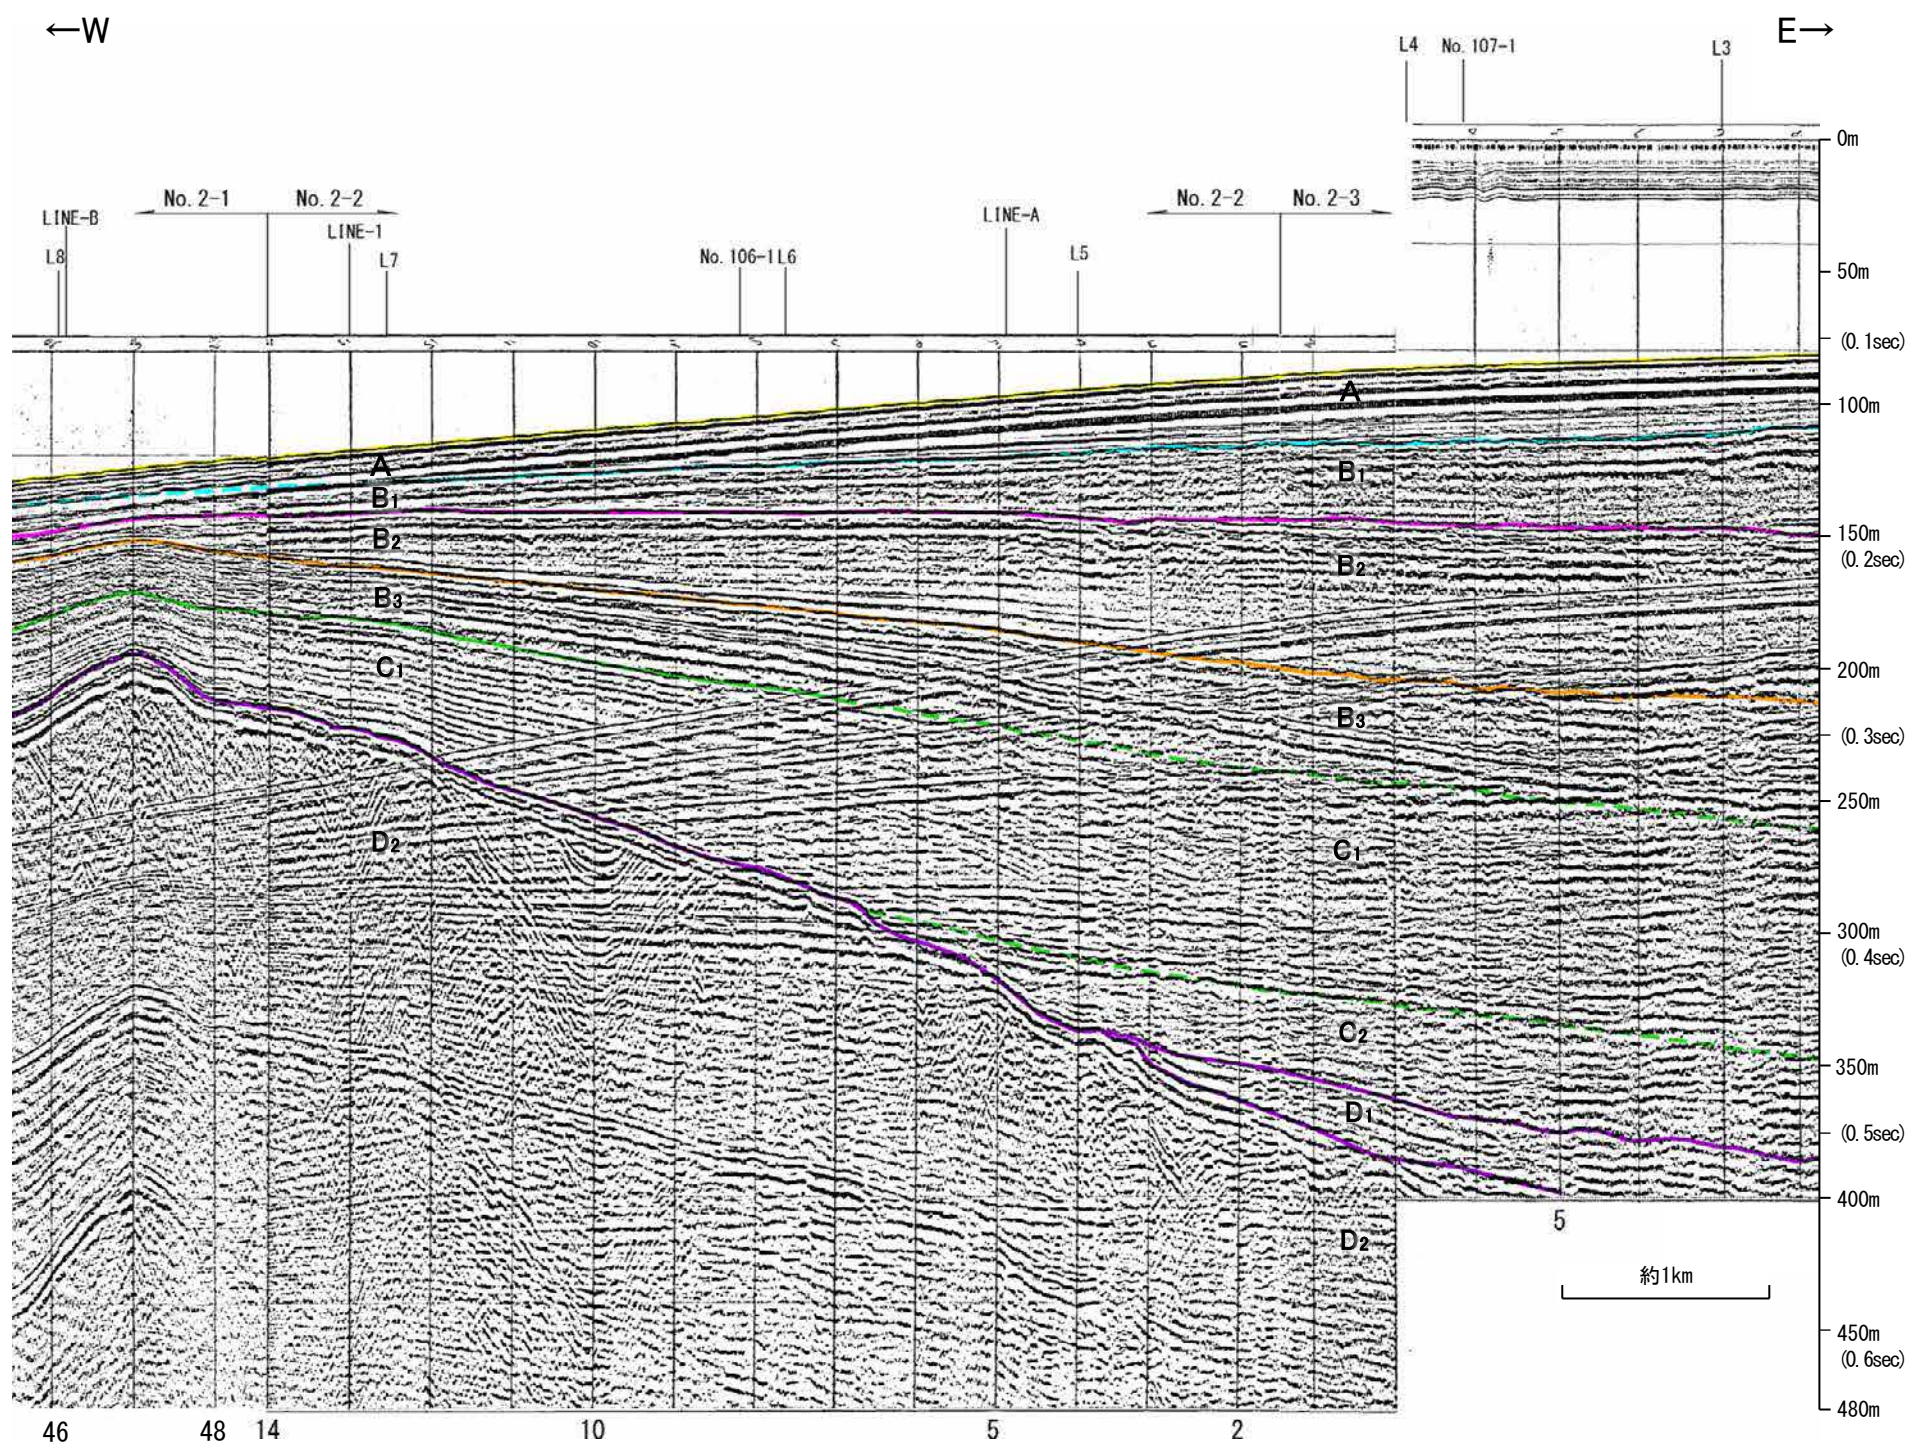 ←W
E→
L4
No. 107-1
L3
0m
No. 2-1
No. 2-2
No. 2-2
No. 2-3
LINE-B
LINE-A
LINE-1
L8
L7
No. 106-1
L6
L5
50m
(0.1sec)
A
100m
A
B1
B1
150m
B2
B2
(0.2sec)
B3
C1
200m
B3
(0.3sec)
250m
D2
C1
300m
(0.4sec)
C2
350m
D1
(0.5sec)
400m
5
D2
約1km
450m
(0.6sec)
480m
46
48
14
10
5
2